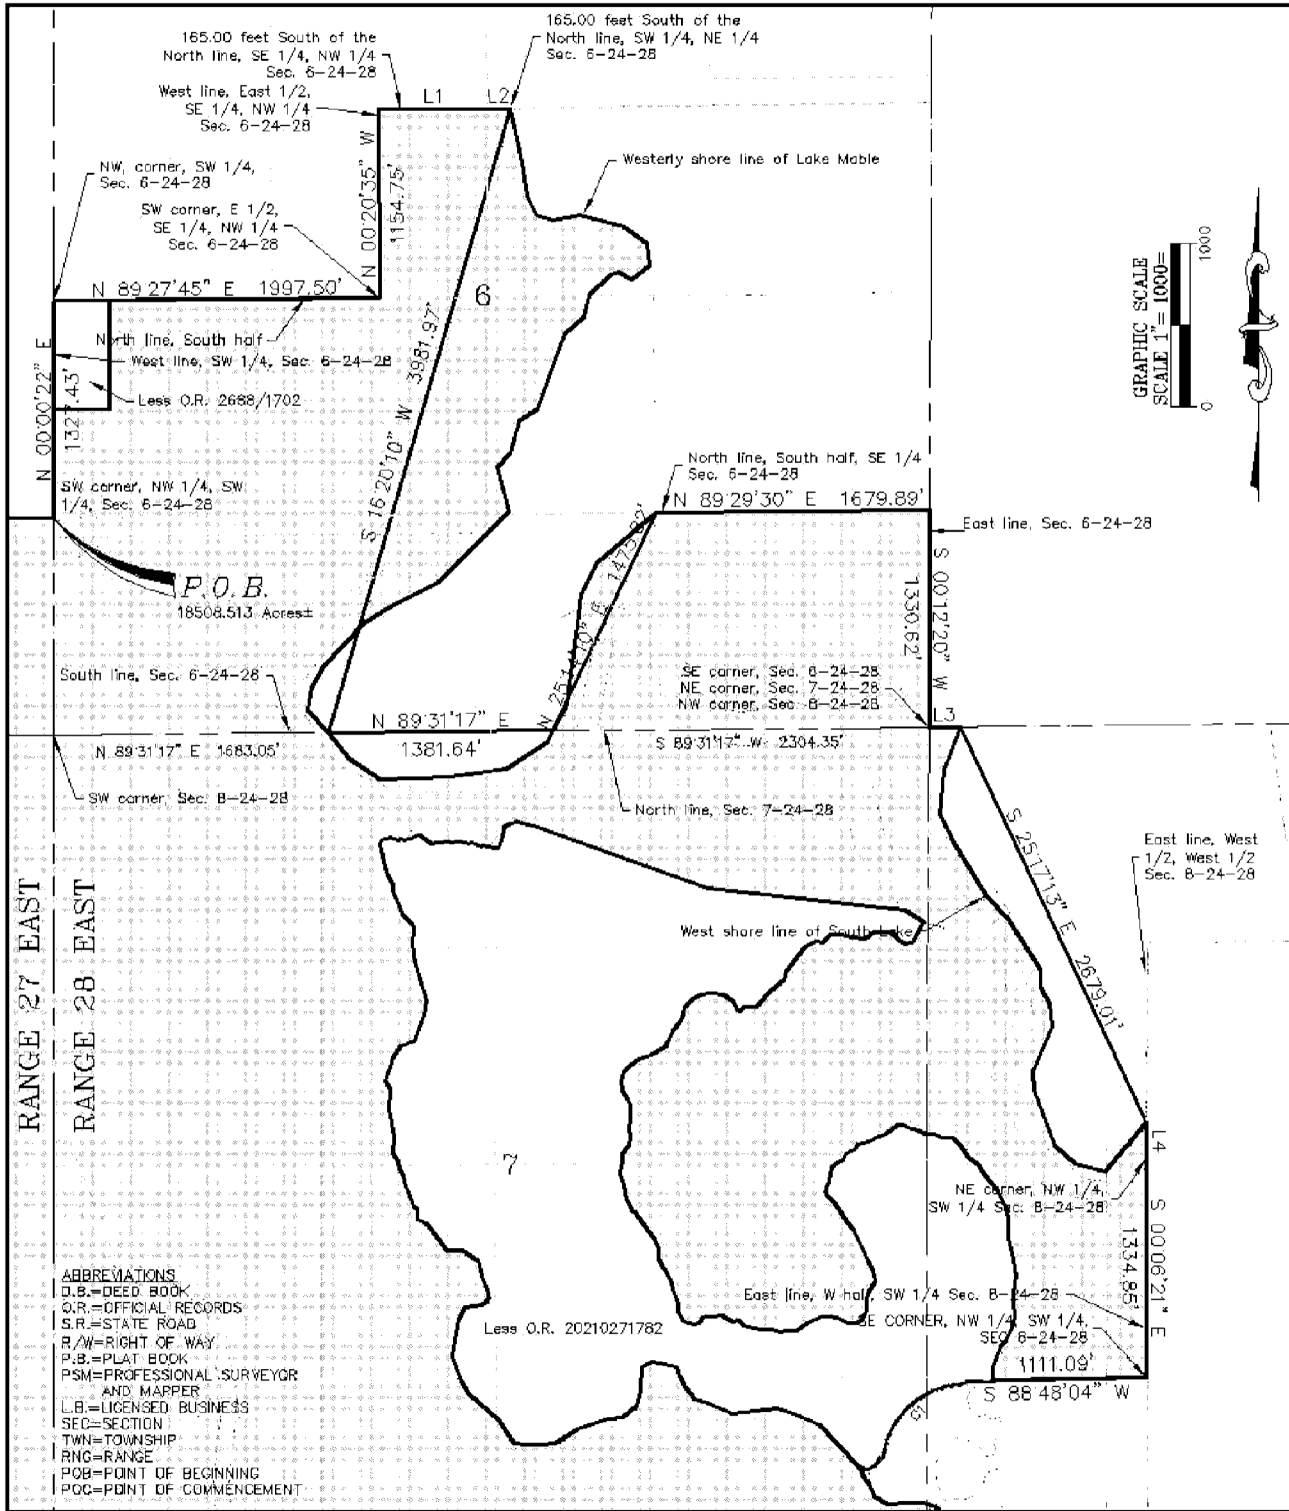 165.00 feet South of the
North line, SE 1/4, NW 1/4
Sec. 6-24-28
165.00 feet South of the
North line, SW 1/4, NE 1/4
Sec. 6-24-28
West line, East 1/2,
SE 1/4, NW 1/4
Sec. 6-24-28
L1
L2
NW, corner, SW 1/4,
Sec. 6-24-28
SW corner, E 1/2,
SE 1/4, NW 1/4
Sec. 6-24-28
N 00°20'35" W
1154.75'
Westerly shore line of Lake Mable
GRAPHIC SCALE
SCALE 1"= 1000=
0
1000
N 89°27'45" E 1997.50'
6
North line, South half
West line, SW 1/4, Sec. 6-24-28
Less O.R. 2688/1702
N 00°00'22" E
1327.43'
S 16°20'10" W 3981.97'
SW corner, NW 1/4, SW
1/4, Sec. 6-24-28
North line, South half, SE 1/4
Sec. 6-24-28
N 89°29'30" E 1679.89'
East line, Sec. 6-24-28
P.O.B.
18508.513 Acres±
S 00°12'20" W
1330.62'
South line, Sec. 6-24-28
SE corner, Sec. 6-24-28
NE corner, Sec. 7-24-28
NW corner, Sec. 8-24-28
L3
N 89°31'17" E
1381.64'
N 89°31'17" E 1683.05'
S 89°31'17" W 2304.35'
SW corner, Sec. 8-24-28
North line, Sec. 7-24-28
S 25°17'13" E 2679.01'
East line, West
1/2, West 1/2
Sec. 8-24-28
West shore line of South Lake
RANGE 27 EAST
RANGE 28 EAST
7
L4
NE corner, NW 1/4,
SW 1/4 Sec. 8-24-28
S 00°06'21" E
1334.85'
East line, W half, SW 1/4 Sec. 8-24-28
SE CORNER, NW 1/4, SW 1/4,
SEC 6-24-28
1111.09'
S 88°48'04" W
Less O.R. 20210271782
ABBREVIATIONS
D.B.=DEED BOOK
O.R.=OFFICIAL RECORDS
S.R.=STATE ROAD
R/W=RIGHT OF WAY
P.B.=PLAT BOOK
PSM=PROFESSIONAL SURVEYOR
AND MAPPER
L.B.=LICENSED BUSINESS
SEC=SECTION
TWN=TOWNSHIP
RNG=RANGE
POB=POINT OF BEGINNING
POC=POINT OF COMMENCEMENT